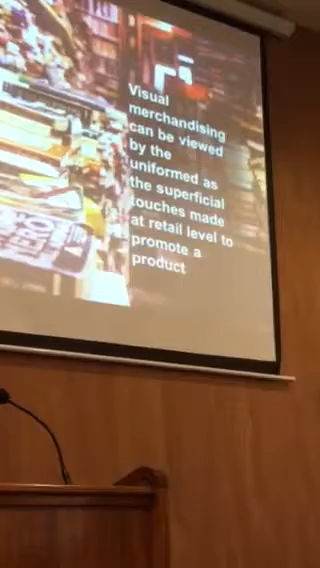 Visual
merchandising
can be viewed
by the
uniformed as
the superficial
touches made
at retail level to
promote a
product